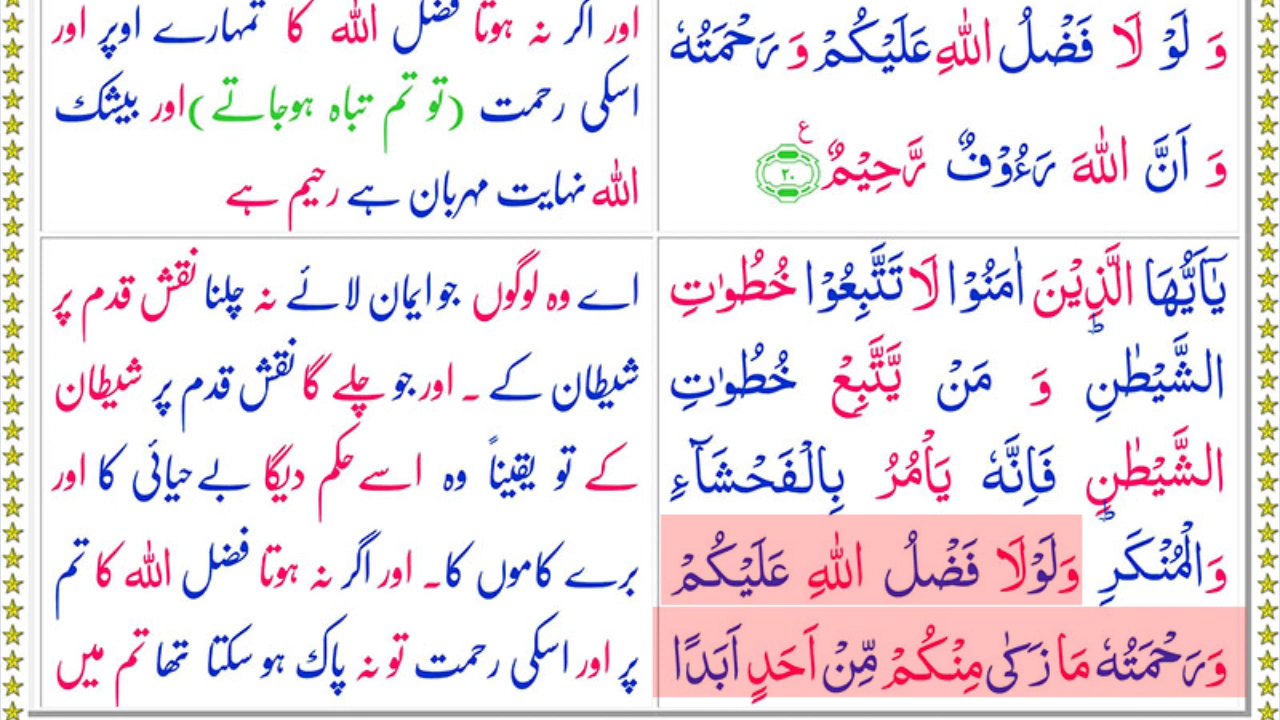 وَ لَوْ لَا فَضْلُ اللّٰهِ عَلَيْكُمْ وَ رَحْمَتُهٗ
وَ اَنَّ اللّٰهَ رَءُوْفٌ رَّحِيْمٌ ع ۲۰
اور اگر نہ ہوتا فضل اللہ کا تمہارے اوپر اور
اسکی رحمت (تو تم تباہ ہوجاتے) اور بیشک
اللہ نہایت مہربان ہے رحیم ہے
يٰۤاَيُّهَا الَّذِيْنَ اٰمَنُوْا لَا تَتَّبِعُوْا خُطُوٰتِ
الشَّيْطٰنِ ؕ وَ مَنْ يَّتَّبِعْ خُطُوٰتِ
الشَّيْطٰنِ فَاِنَّهٗ يَاْمُرُ بِالْفَحْشَآءِ
وَالْمُنْكَرِ ؕ وَلَوْلَا فَضْلُ اللّٰهِ عَلَيْكُمْ
وَرَحْمَتُهٗ مَا زَكٰى مِنْكُمْ مِّنْ اَحَدٍ اَبَدًا
اے وہ لوگوں جو ایمان لائے نہ چلنا نقش قدم پر
شیطان کے۔ اور جو چلے گا نقش قدم پر شیطان
کے تو یقیناً وہ اسے حکم دیگا بے حیائی کا اور
برے کاموں کا۔ اور اگر نہ ہوتا فضل اللہ کا تم
پر اور اسکی رحمت تو نہ پاک ہو سکتا تھا تم میں